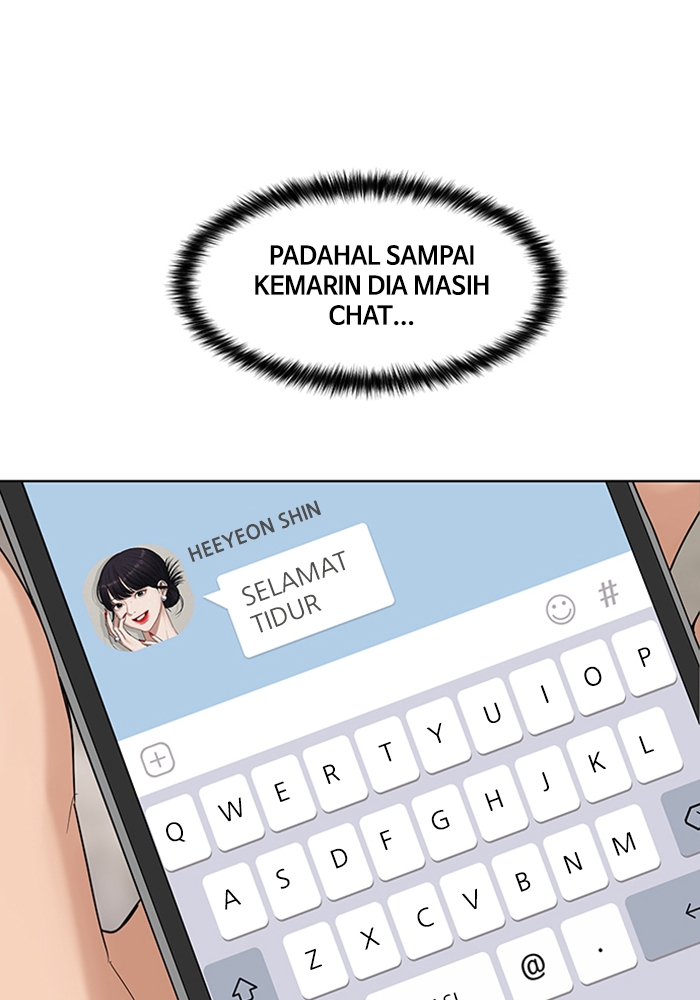 PADAHAL SAMPAI
KEMARIN DIA MASIH
CHAT...
HEEYEON SHIN
SELAMAT
TIDUR
#
Q W E R T Y U I O P
A S D F G H J K L
Z X C V B N M
@ .